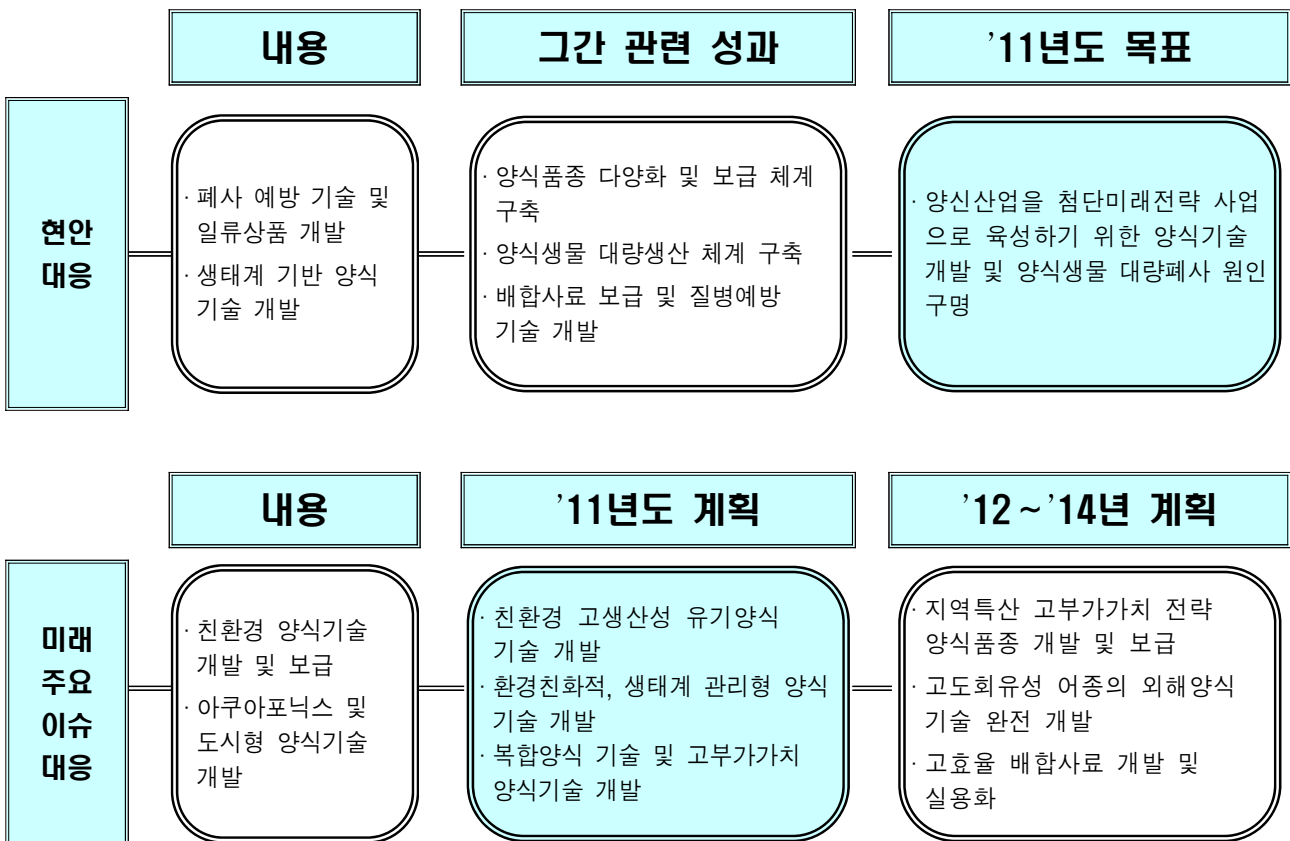 내용
그간 관련 성과
’11년도 목표
현안
대응
· 폐사 예방 기술 및
일류상품 개발
· 생태계 기반 양식
기술 개발
· 양식품종 다양화 및 보급 체계
구축
· 양식생물 대량생산 체계 구축
· 배합사료 보급 및 질병예방
기술 개발
· 양신산업을 첨단미래전략 사업
으로 육성하기 위한 양식기술
개발 및 양식생물 대량폐사 원인
구명
내용
’11년도 계획
’12～’14년 계획
미래
주요
이슈
대응
· 친환경 양식기술
개발 및 보급
· 아쿠아포닉스 및
도시형 양식기술
개발
· 친환경 고생산성 유기양식
기술 개발
· 환경친화적, 생태계 관리형 양식
기술 개발
· 복합양식 기술 및 고부가가치
양식기술 개발
· 지역특산 고부가가치 전략
양식품종 개발 및 보급
· 고도회유성 어종의 외해양식
기술 완전 개발
· 고효율 배합사료 개발 및
실용화